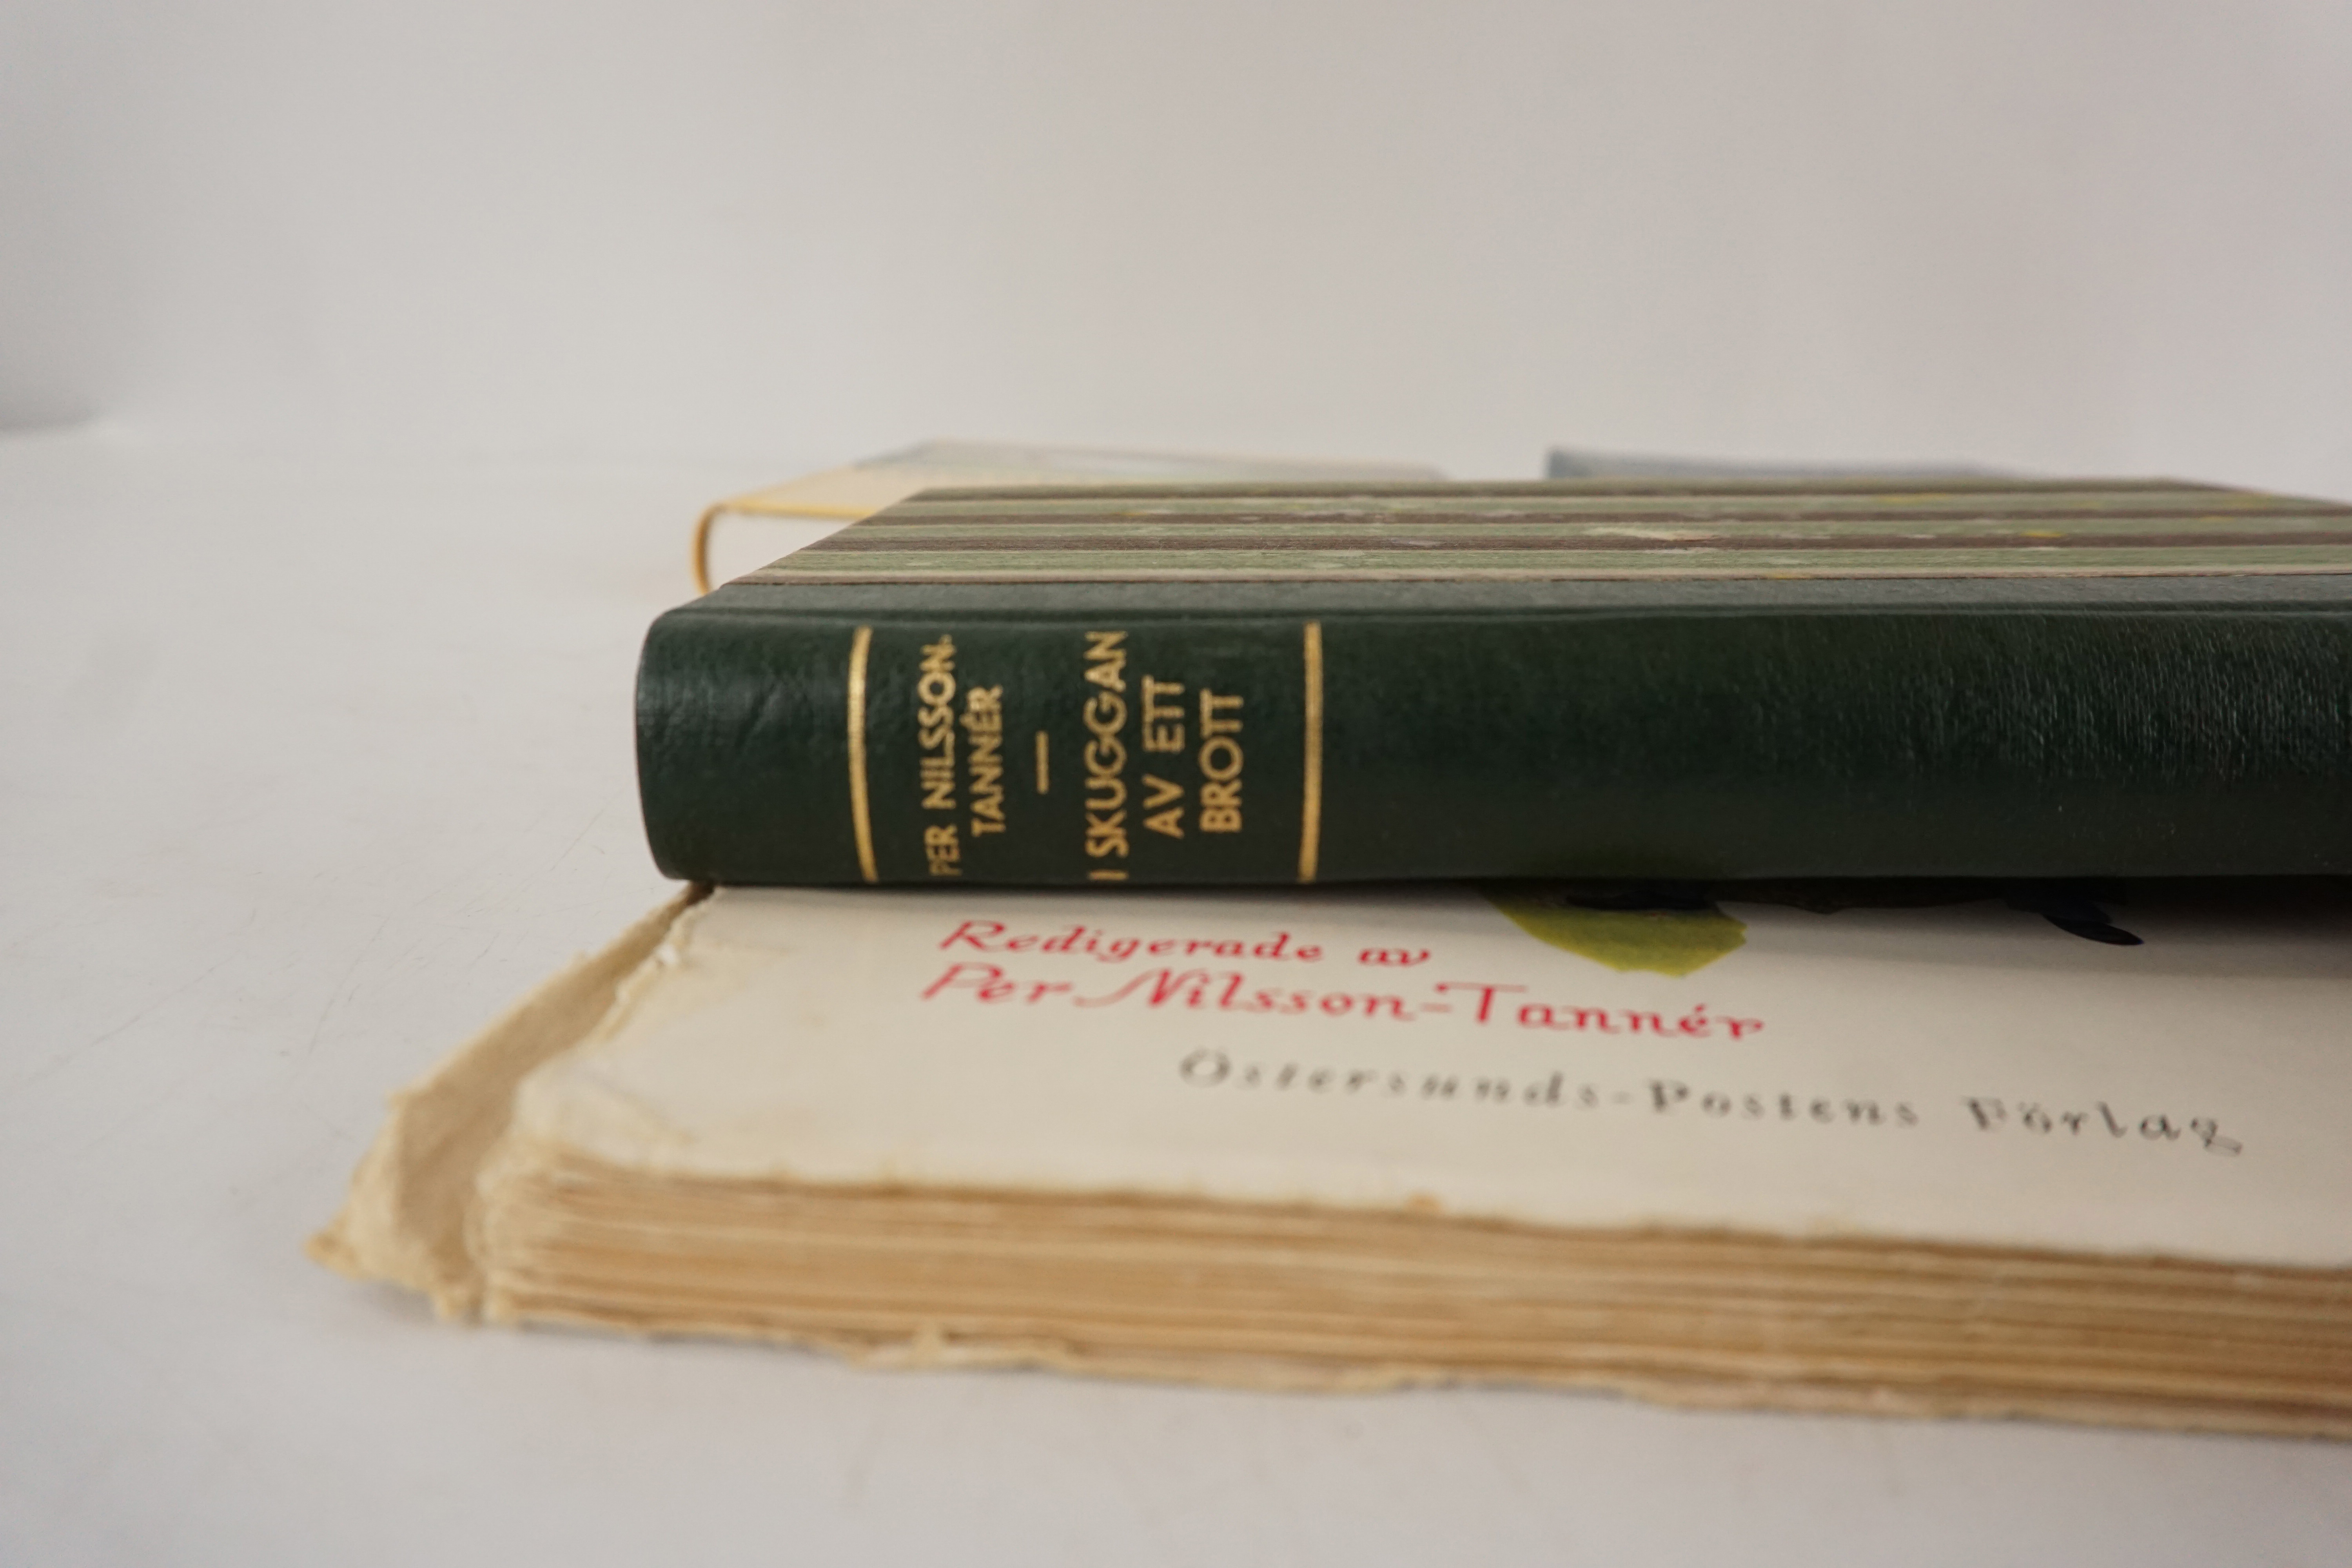 PER NILSSON-
TANNÉR
—
I SKUGGAN
AV ETT
BROTT
Redigerade av
Per Nilsson-Tannér
Östersunds-Postens Förlag